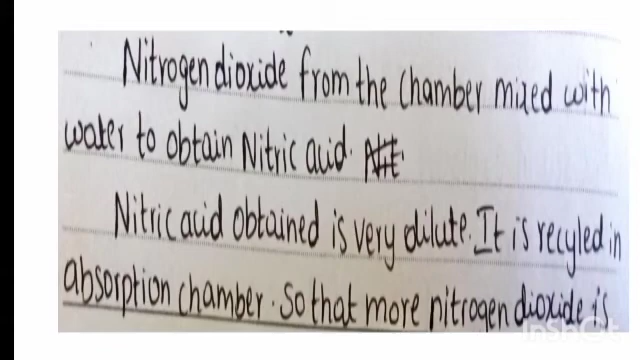 Nitrogen dioxide from the chamber mixed with
water to obtain Nitric acid.
Nitric acid obtained is very dilute. It is recyled in
absorption chamber. So that more nitrogen dioxide is
InShOt